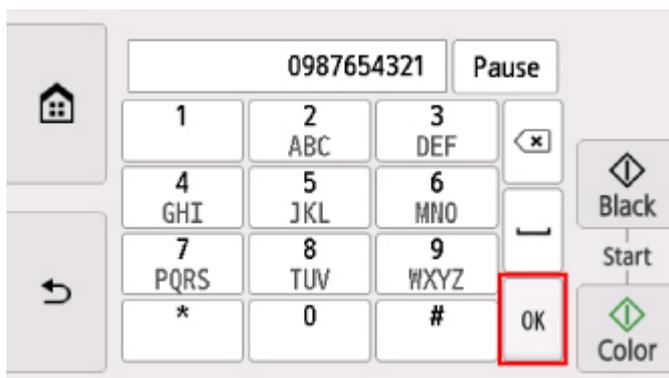 0987654321 Pause
1 2 3
ABC DEF
4 5 6
GHI JKL MNO
Black
7 8 9
PQRS TUV WXYZ
Start
* 0 # OK
Color